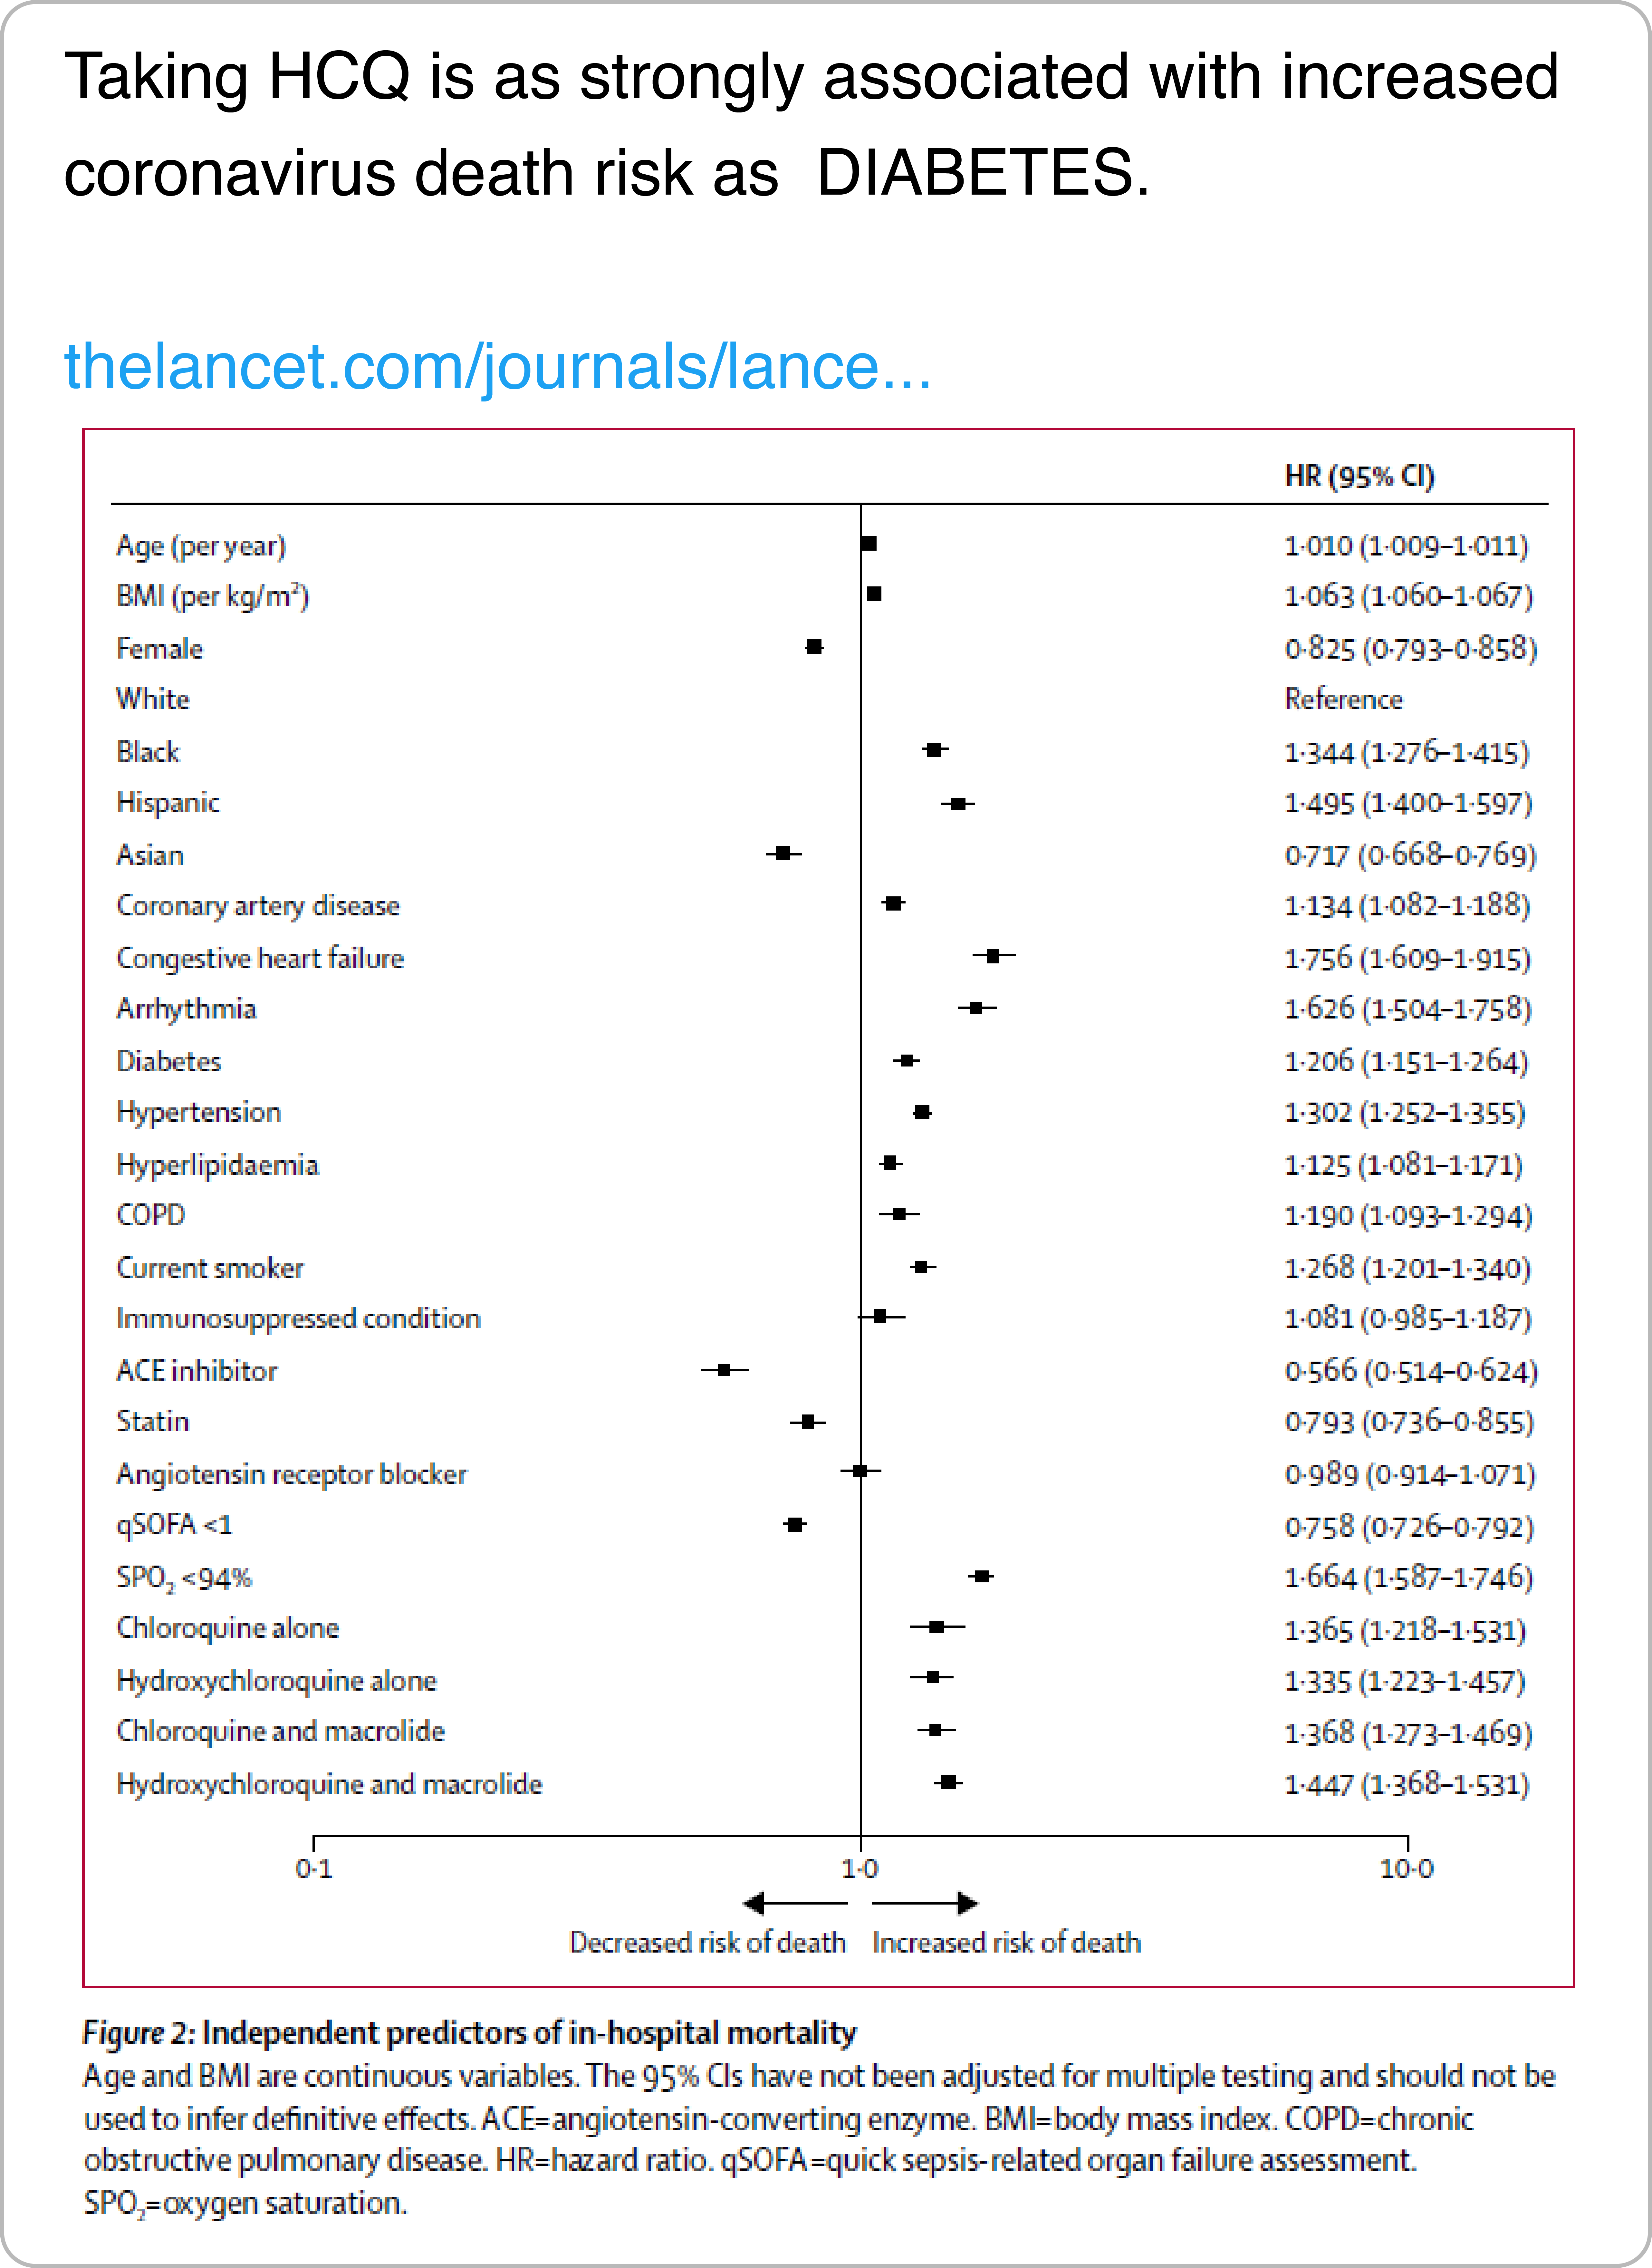 Taking HCQ is as strongly associated with increased
coronavirus death risk as DIABETES.
thelancet.com/journals/lance...
HR (95% CI)
Age (per year) 1·010 (1·009–1·011)
BMI (per kg/m²) 1·063 (1·060–1·067)
Female 0·825 (0·793–0·858)
White Reference
Black 1·344 (1·276–1·415)
Hispanic 1·495 (1·400–1·597)
Asian 0·717 (0·668–0·769)
Coronary artery disease 1·134 (1·082–1·188)
Congestive heart failure 1·756 (1·609–1·915)
Arrhythmia 1·626 (1·504–1·758)
Diabetes 1·206 (1·151–1·264)
Hypertension 1·302 (1·252–1·355)
Hyperlipidaemia 1·125 (1·081–1·171)
COPD 1·190 (1·093–1·294)
Current smoker 1·268 (1·201–1·340)
Immunosuppressed condition 1·081 (0·985–1·187)
ACE inhibitor 0·566 (0·514–0·624)
Statin 0·793 (0·736–0·855)
Angiotensin receptor blocker 0·989 (0·914–1·071)
qSOFA <1 0·758 (0·726–0·792)
SPO₂ <94% 1·664 (1·587–1·746)
Chloroquine alone 1·365 (1·218–1·531)
Hydroxychloroquine alone 1·335 (1·223–1·457)
Chloroquine and macrolide 1·368 (1·273–1·469)
Hydroxychloroquine and macrolide 1·447 (1·368–1·531)
0·1 1·0 10·0
Decreased risk of death Increased risk of death
Figure 2: Independent predictors of in-hospital mortality
Age and BMI are continuous variables. The 95% CIs have not been adjusted for multiple testing and should not be
used to infer definitive effects. ACE=angiotensin-converting enzyme. BMI=body mass index. COPD=chronic
obstructive pulmonary disease. HR=hazard ratio. qSOFA=quick sepsis-related organ failure assessment.
SPO₂=oxygen saturation.